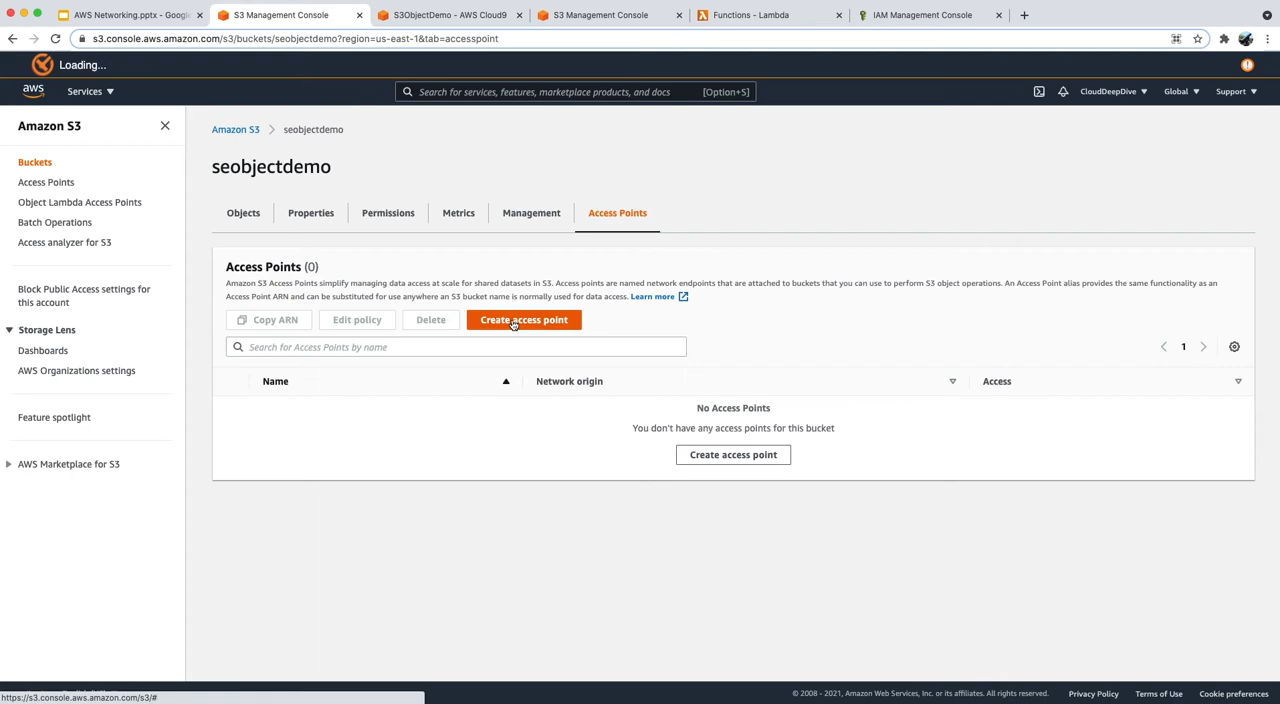 AWS Networking.pptx - Google
S3 Management Console
S3ObjectDemo - AWS Cloud9
S3 Management Console
Functions - Lambda
IAM Management Console
s3.console.aws.amazon.com/s3/buckets/seobjectdemo?region=us-east-1&tab=accesspoint
Loading...
aws
Services
Search for services, features, marketplace products, and docs
[Option+S]
CloudDeepDive
Global
Support
Amazon S3
Buckets
Access Points
Object Lambda Access Points
Batch Operations
Access analyzer for S3
Block Public Access settings for
this account
Storage Lens
Dashboards
AWS Organizations settings
Feature spotlight
AWS Marketplace for S3
Amazon S3
seobjectdemo
seobjectdemo
Objects
Properties
Permissions
Metrics
Management
Access Points
Access Points (0)
Amazon S3 Access Points simplify managing data access at scale for shared datasets in S3. Access points are named network endpoints that are attached to buckets that you can use to perform S3 object operations. An Access Point alias provides the same functionality as an
Access Point ARN and can be substituted for use anywhere an S3 bucket name is normally used for data access. Learn more
Copy ARN
Edit policy
Delete
Create access point
Search for Access Points by name
1
Name
Network origin
Access
No Access Points
You don't have any access points for this bucket
Create access point
https://s3.console.aws.amazon.com/s3/#
© 2008 - 2021, Amazon Web Services, Inc. or its affiliates. All rights reserved.
Privacy Policy
Terms of Use
Cookie preferences